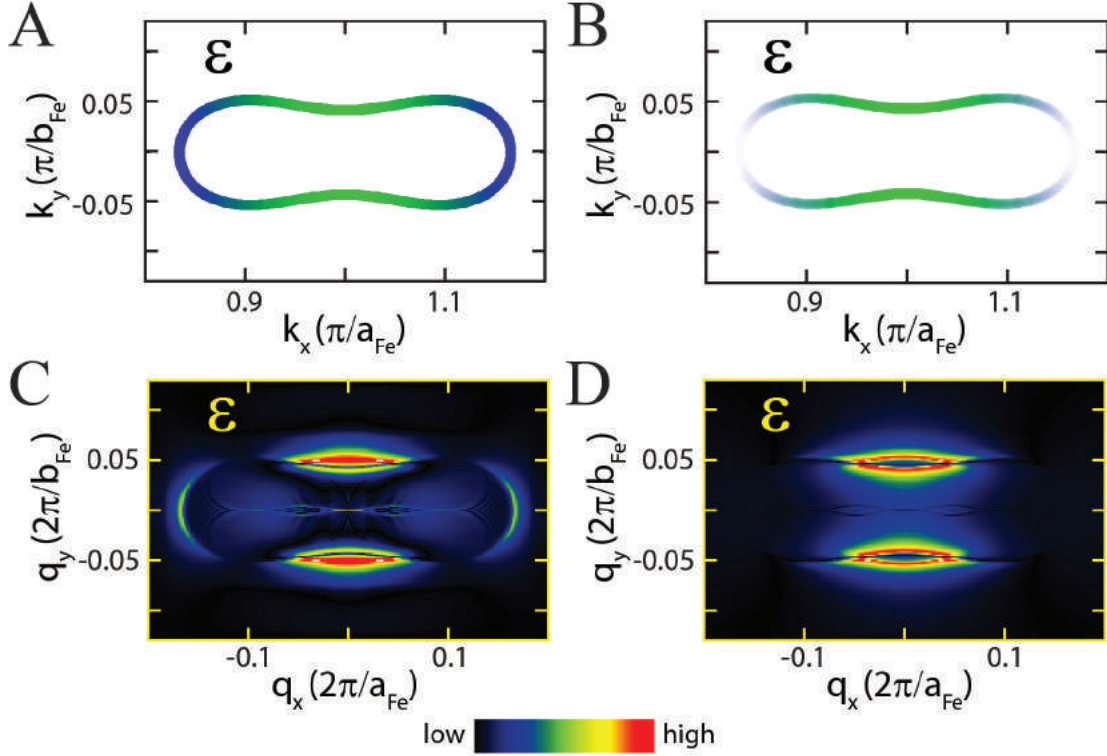 A
B
ε
ε
0.05
-0.05
k_y (π/b_Fe)
0.05
-0.05
k_y (π/b_Fe)
0.9
1.1
k_x (π/a_Fe)
0.9
1.1
k_x (π/a_Fe)
C
D
ε
ε
0.05
-0.05
q_y (2π/b_Fe)
0.05
-0.05
q_y (2π/b_Fe)
-0.1
0.1
q_x (2π/a_Fe)
-0.1
0.1
q_x (2π/a_Fe)
low
high